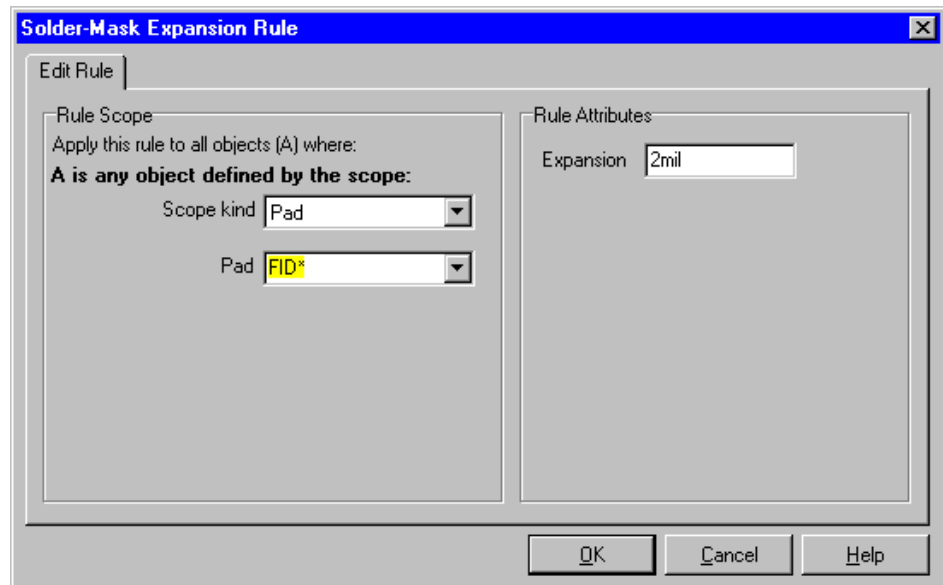 Solder-Mask Expansion Rule
Edit Rule
Rule Scope
Apply this rule to all objects (A) where:
A is any object defined by the scope:
Scope kind Pad
Pad FID*
Rule Attributes
Expansion 2mil
OK Cancel Help